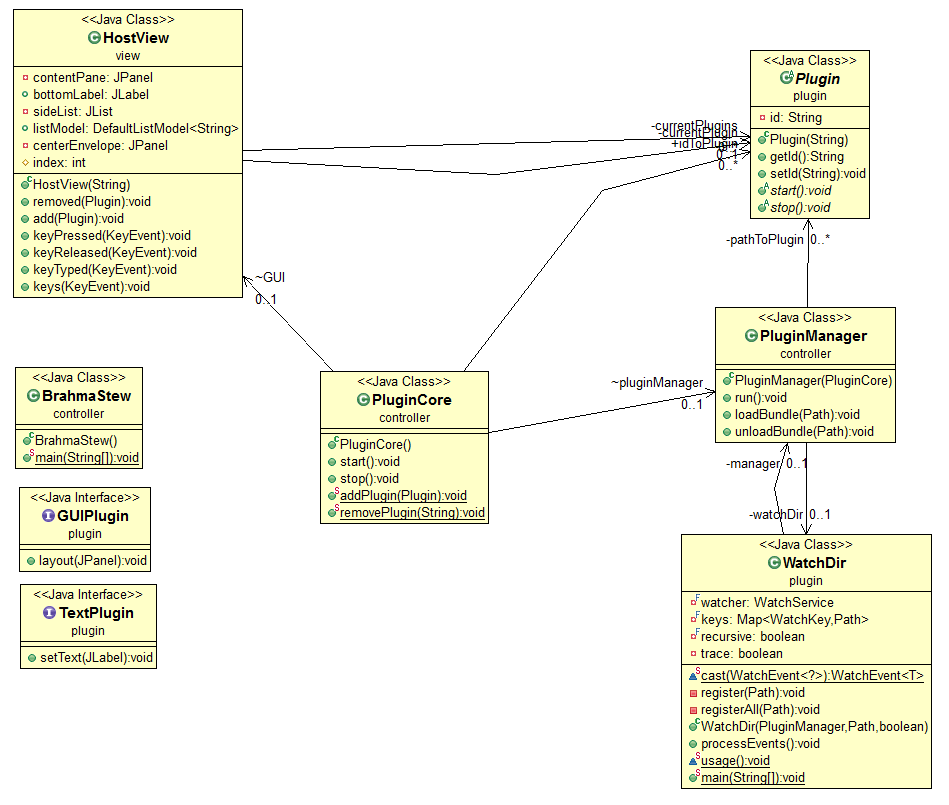 <<Java Class>>
HostView
view
contentPane: JPanel
bottomLabel: JLabel
sideList: JList
listModel: DefaultListModel<String>
centerEnvelope: JPanel
index: int
HostView(String)
removed(Plugin):void
add(Plugin):void
keyPressed(KeyEvent):void
keyReleased(KeyEvent):void
keyTyped(KeyEvent):void
keys(KeyEvent):void
<<Java Class>>
Plugin
plugin
id: String
Plugin(String)
getId():String
setId(String):void
start():void
stop():void
-currentPlugins
-currentPlugin
+idToPlugin
0..1
0..*
-pathToPlugin
0..*
~GUI
0..1
<<Java Class>>
PluginManager
controller
PluginManager(PluginCore)
run():void
loadBundle(Path):void
unloadBundle(Path):void
<<Java Class>>
BrahmaStew
controller
BrahmaStew()
main(String[]):void
<<Java Class>>
PluginCore
controller
PluginCore()
start():void
stop():void
addPlugin(Plugin):void
removePlugin(String):void
~pluginManager
0..1
-manager
0..1
-watchDir
0..1
<<Java Interface>>
GUIPlugin
plugin
layout(JPanel):void
<<Java Interface>>
TextPlugin
plugin
setText(JLabel):void
<<Java Class>>
WatchDir
plugin
watcher: WatchService
keys: Map<WatchKey,Path>
recursive: boolean
trace: boolean
cast(WatchEvent<?>):WatchEvent<T>
register(Path):void
registerAll(Path):void
WatchDir(PluginManager,Path,boolean)
processEvents():void
usage():void
main(String[]):void